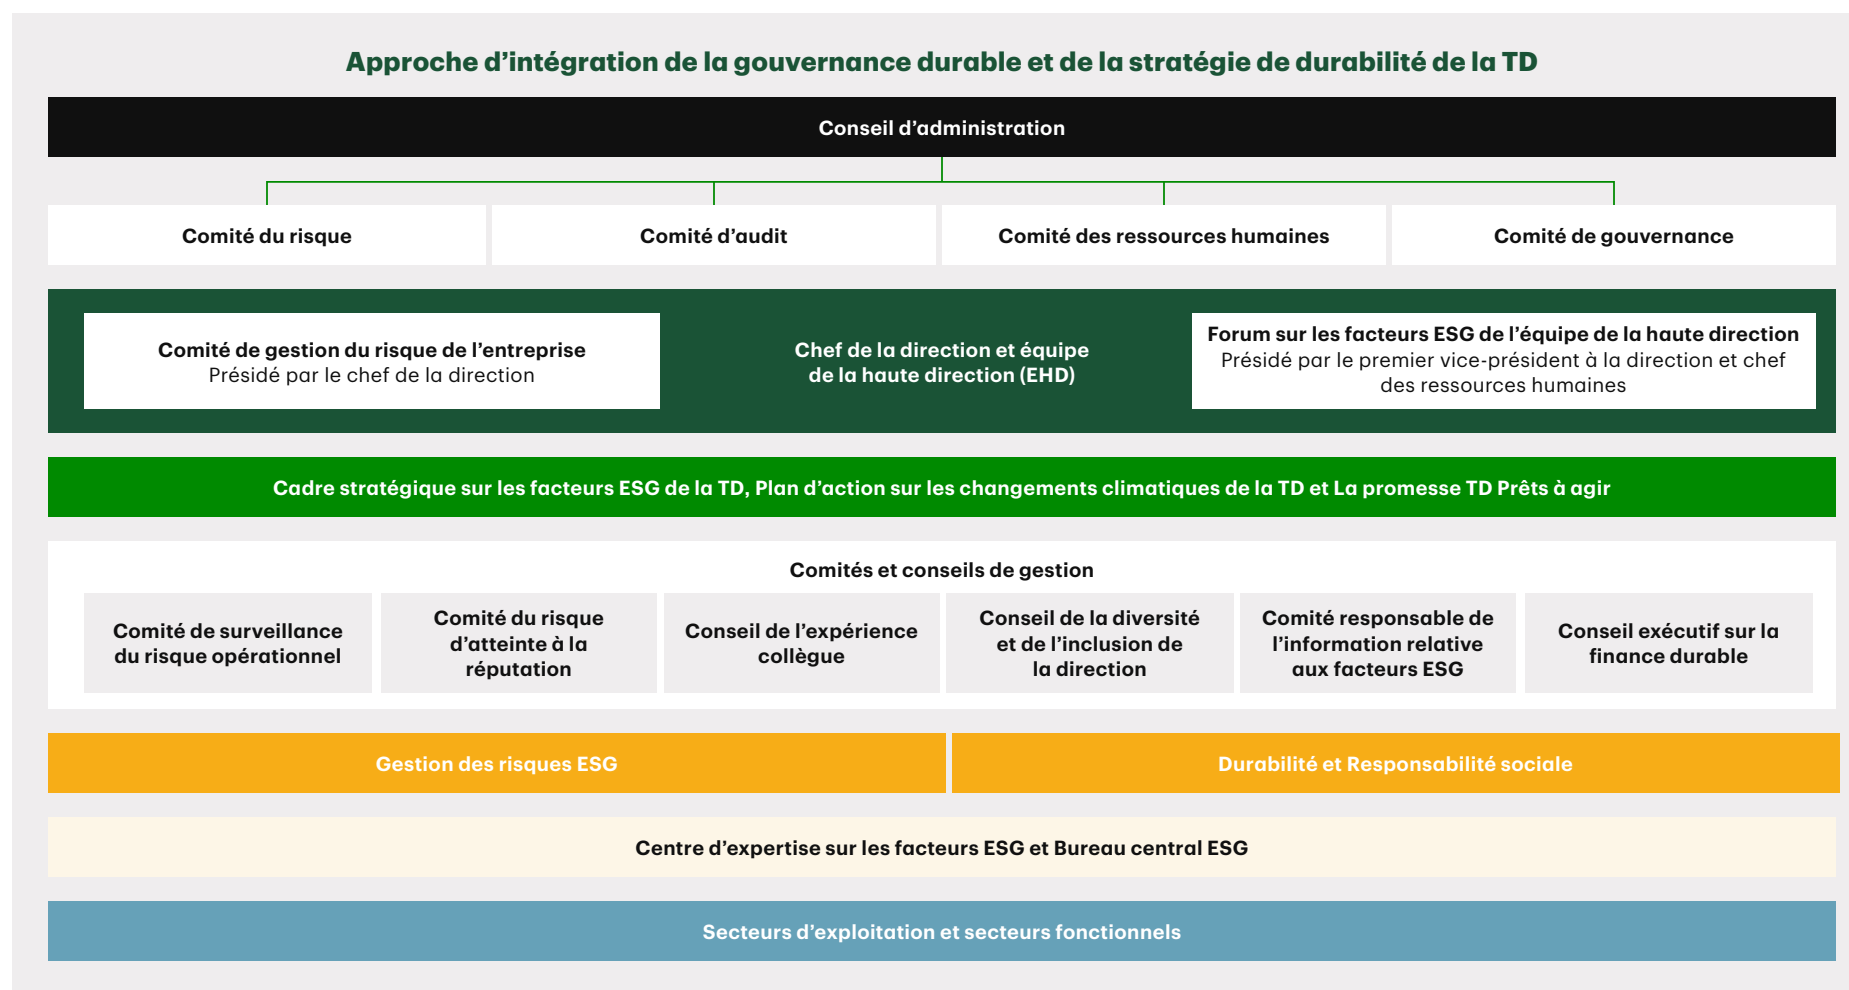 Approche d’intégration de la gouvernance durable et de la stratégie de durabilité de la TD
Conseil d’administration
Comité du risque
Comité d’audit
Comité des ressources humaines
Comité de gouvernance
Comité de gestion du risque de l’entreprise
Présidé par le chef de la direction
Chef de la direction et équipe
de la haute direction (EHD)
Forum sur les facteurs ESG de l’équipe de la haute direction
Présidé par le premier vice-président à la direction et chef
des ressources humaines
Cadre stratégique sur les facteurs ESG de la TD, Plan d’action sur les changements climatiques de la TD et La promesse TD Prêts à agir
Comités et conseils de gestion
Comité de surveillance
du risque opérationnel
Comité du risque
d’atteinte à la
réputation
Conseil de l’expérience
collègue
Conseil de la diversité
et de l’inclusion de
la direction
Comité responsable de
l’information relative
aux facteurs ESG
Conseil exécutif sur la
finance durable
Gestion des risques ESG
Durabilité et Responsabilité sociale
Centre d’expertise sur les facteurs ESG et Bureau central ESG
Secteurs d’exploitation et secteurs fonctionnels